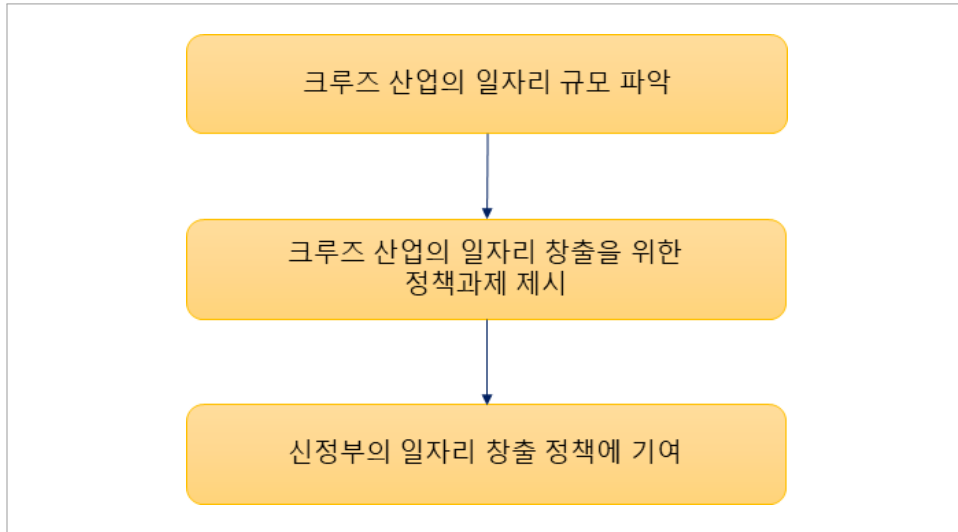 크루즈 산업의 일자리 규모 파악
크루즈 산업의 일자리 창출을 위한
정책과제 제시
신정부의 일자리 창출 정책에 기여